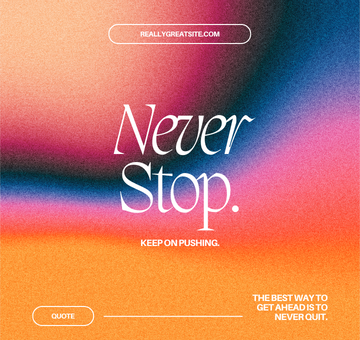 REALLYGREATSITE.COM
Never
Stop.
KEEP ON PUSHING.
THE BEST WAY TO
GET AHEAD IS TO
NEVER QUIT.
QUOTE